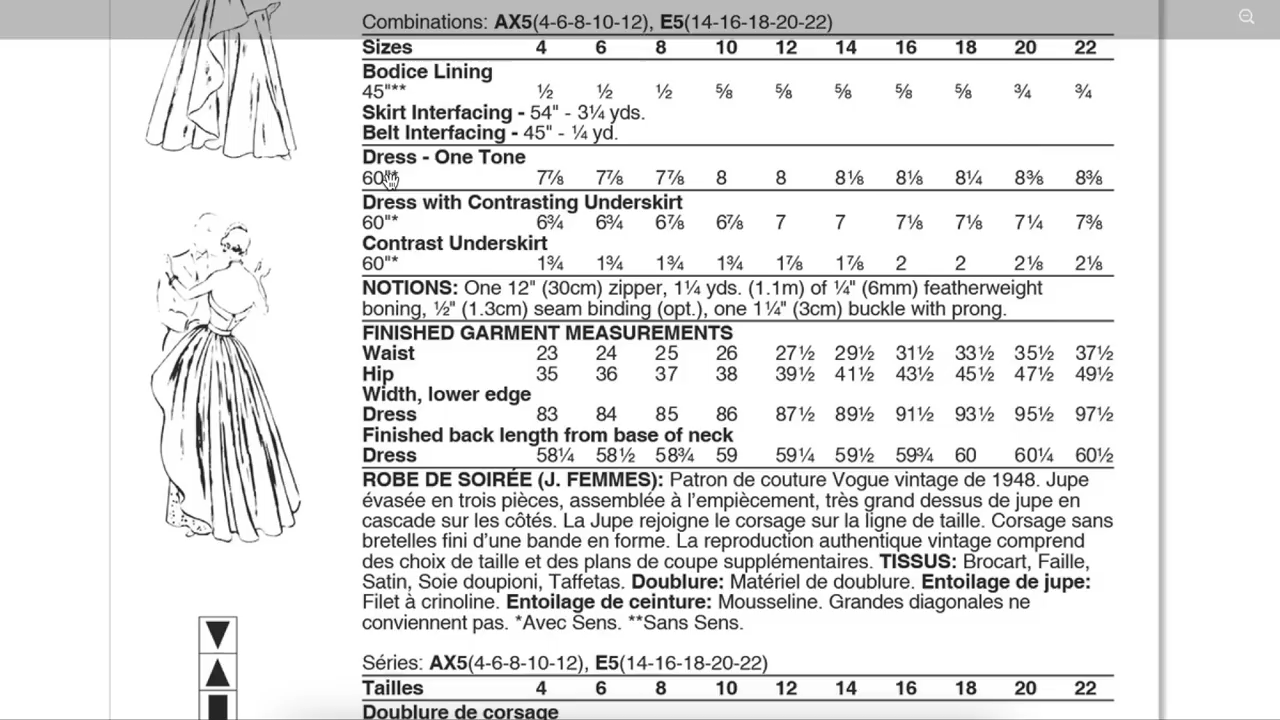 Combinations: AX5(4-6-8-10-12), E5(14-16-18-20-22)
Sizes 4 6 8 10 12 14 16 18 20 22
Bodice Lining
45"** ½ ½ ½ ⅝ ⅝ ⅝ ⅝ ⅝ ¾ ¾
Skirt Interfacing - 54" - 3¼ yds.
Belt Interfacing - 45" - ¼ yd.
Dress - One Tone
60"* 7⅞ 7⅞ 7⅞ 8 8 8⅛ 8⅛ 8¼ 8⅜ 8⅜
Dress with Contrasting Underskirt
60"* 6¾ 6¾ 6⅞ 6⅞ 7 7 7⅛ 7⅛ 7¼ 7⅜
Contrast Underskirt
60"* 1¾ 1¾ 1¾ 1¾ 1⅞ 1⅞ 2 2 2⅛ 2⅛
NOTIONS: One 12" (30cm) zipper, 1¼ yds. (1.1m) of ¼" (6mm) featherweight
boning, ½" (1.3cm) seam binding (opt.), one 1¼" (3cm) buckle with prong.
FINISHED GARMENT MEASUREMENTS
Waist 23 24 25 26 27½ 29½ 31½ 33½ 35½ 37½
Hip 35 36 37 38 39½ 41½ 43½ 45½ 47½ 49½
Width, lower edge
Dress 83 84 85 86 87½ 89½ 91½ 93½ 95½ 97½
Finished back length from base of neck
Dress 58¼ 58½ 58¾ 59 59¼ 59½ 59¾ 60 60¼ 60½
ROBE DE SOIRÉE (J. FEMMES): Patron de couture Vogue vintage de 1948. Jupe
évasée en trois pièces, assemblée à l'empiècement, très grand dessus de jupe en
cascade sur les côtés. La Jupe rejoigne le corsage sur la ligne de taille. Corsage sans
bretelles fini d'une bande en forme. La reproduction authentique vintage comprend
des choix de taille et des plans de coupe supplémentaires. TISSUS: Brocart, Faille,
Satin, Soie doupioni, Taffetas. Doublure: Matériel de doublure. Entoilage de jupe:
Filet à crinoline. Entoilage de ceinture: Mousseline. Grandes diagonales ne
conviennent pas. *Avec Sens. **Sans Sens.
Séries: AX5(4-6-8-10-12), E5(14-16-18-20-22)
Tailles 4 6 8 10 12 14 16 18 20 22
Doublure de corsage